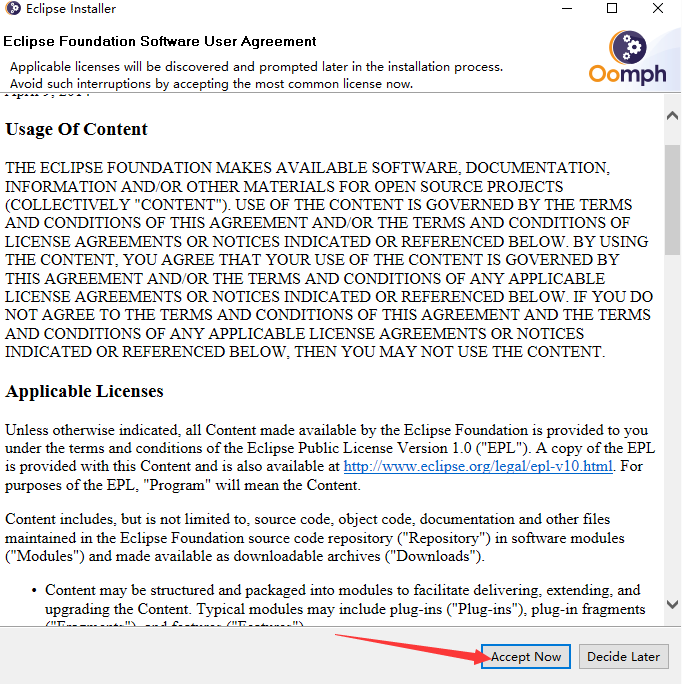 Eclipse Installer
Eclipse Foundation Software User Agreement
Applicable licenses will be discovered and prompted later in the installation process.
Avoid such interruptions by accepting the most common license now.
Oomph
Usage Of Content
THE ECLIPSE FOUNDATION MAKES AVAILABLE SOFTWARE, DOCUMENTATION,
INFORMATION AND/OR OTHER MATERIALS FOR OPEN SOURCE PROJECTS
(COLLECTIVELY "CONTENT"). USE OF THE CONTENT IS GOVERNED BY THE TERMS
AND CONDITIONS OF THIS AGREEMENT AND/OR THE TERMS AND CONDITIONS OF
LICENSE AGREEMENTS OR NOTICES INDICATED OR REFERENCED BELOW. BY USING
THE CONTENT, YOU AGREE THAT YOUR USE OF THE CONTENT IS GOVERNED BY
THIS AGREEMENT AND/OR THE TERMS AND CONDITIONS OF ANY APPLICABLE
LICENSE AGREEMENTS OR NOTICES INDICATED OR REFERENCED BELOW. IF YOU DO
NOT AGREE TO THE TERMS AND CONDITIONS OF THIS AGREEMENT AND THE TERMS
AND CONDITIONS OF ANY APPLICABLE LICENSE AGREEMENTS OR NOTICES
INDICATED OR REFERENCED BELOW, THEN YOU MAY NOT USE THE CONTENT.
Applicable Licenses
Unless otherwise indicated, all Content made available by the Eclipse Foundation is provided to you
under the terms and conditions of the Eclipse Public License Version 1.0 ("EPL"). A copy of the EPL
is provided with this Content and is also available at http://www.eclipse.org/legal/epl-v10.html. For
purposes of the EPL, "Program" will mean the Content.
Content includes, but is not limited to, source code, object code, documentation and other files
maintained in the Eclipse Foundation source code repository ("Repository") in software modules
("Modules") and made available as downloadable archives ("Downloads").
• Content may be structured and packaged into modules to facilitate delivering, extending, and
upgrading the Content. Typical modules may include plug-ins ("Plug-ins"), plug-in fragments
("Fragments"), and features ("Features").
Accept Now
Decide Later